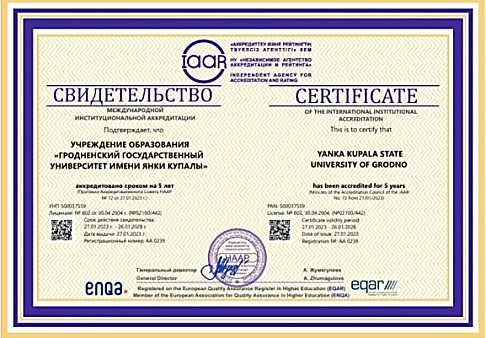 IAAR
«АККРЕДИТТЕУ ЖӘНЕ РЕЙТИНГТІҢ
ТӘУЕЛСІЗ АГЕНТТІГІ» КЕМ
НУ «НЕЗАВИСИМОЕ АГЕНТСТВО
АККРЕДИТАЦИИ И РЕЙТИНГА»
INDEPENDENT AGENCY FOR
ACCREDITATION AND RATING
СВИДЕТЕЛЬСТВО
МЕЖДУНАРОДНОЙ
ИНСТИТУЦИОНАЛЬНОЙ АККРЕДИТАЦИИ
Подтверждает, что
УЧРЕЖДЕНИЕ ОБРАЗОВАНИЯ
«ГРОДНЕНСКИЙ ГОСУДАРСТВЕННЫЙ
УНИВЕРСИТЕТ ИМЕНИ ЯНКИ КУПАЛЫ»
аккредитовано сроком на 5 лет
(Протокол Аккредитационного Совета НААР
№ 72 от 27.01.2023 г.)
УНП 500037559
Лицензия: № 602 от 30.04.2004 г. (№02100/442)
Срок действия свидетельства:
27.01.2023 г. - 26.01.2028 г.
Дата выдачи: 27.01.2023 г.
Регистрационный номер: АА 0239
CERTIFICATE
OF THE INTERNATIONAL INSTITUTIONAL
ACCREDITATION
This is to certify that
YANKA KUPALA STATE
UNIVERSITY OF GRODNO
has been accredited for 5 years
(Minutes of the Accreditation Council of the IAAR
No. 72 from 27/01/2023)
PAN: 500037559
License: № 602, 30.04.2004, (№02100/442)
Validity of certificate:
27.01.2023 - 26.01.2028
Date of issue: 27.01.2023
Registration №: AA 0239
НААР
Генеральный директор
General Director
А. Жумагулова
A. Zhumagulova
enqa.
eqar
Registered on the European Quality Assurance Register in Higher Education (EQAR)
Member of the European Association for Quality Assurance in Higher Education (ENQA)